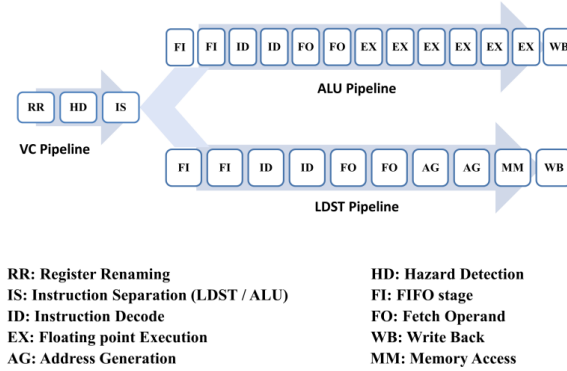 FI FI ID ID FO FO EX EX EX EX EX EX WB
ALU Pipeline
RR HD IS
VC Pipeline
FI FI ID ID FO FO AG AG MM WB
LDST Pipeline
RR: Register Renaming
IS: Instruction Separation (LDST / ALU)
ID: Instruction Decode
EX: Floating point Execution
AG: Address Generation
HD: Hazard Detection
FI: FIFO stage
FO: Fetch Operand
WB: Write Back
MM: Memory Access